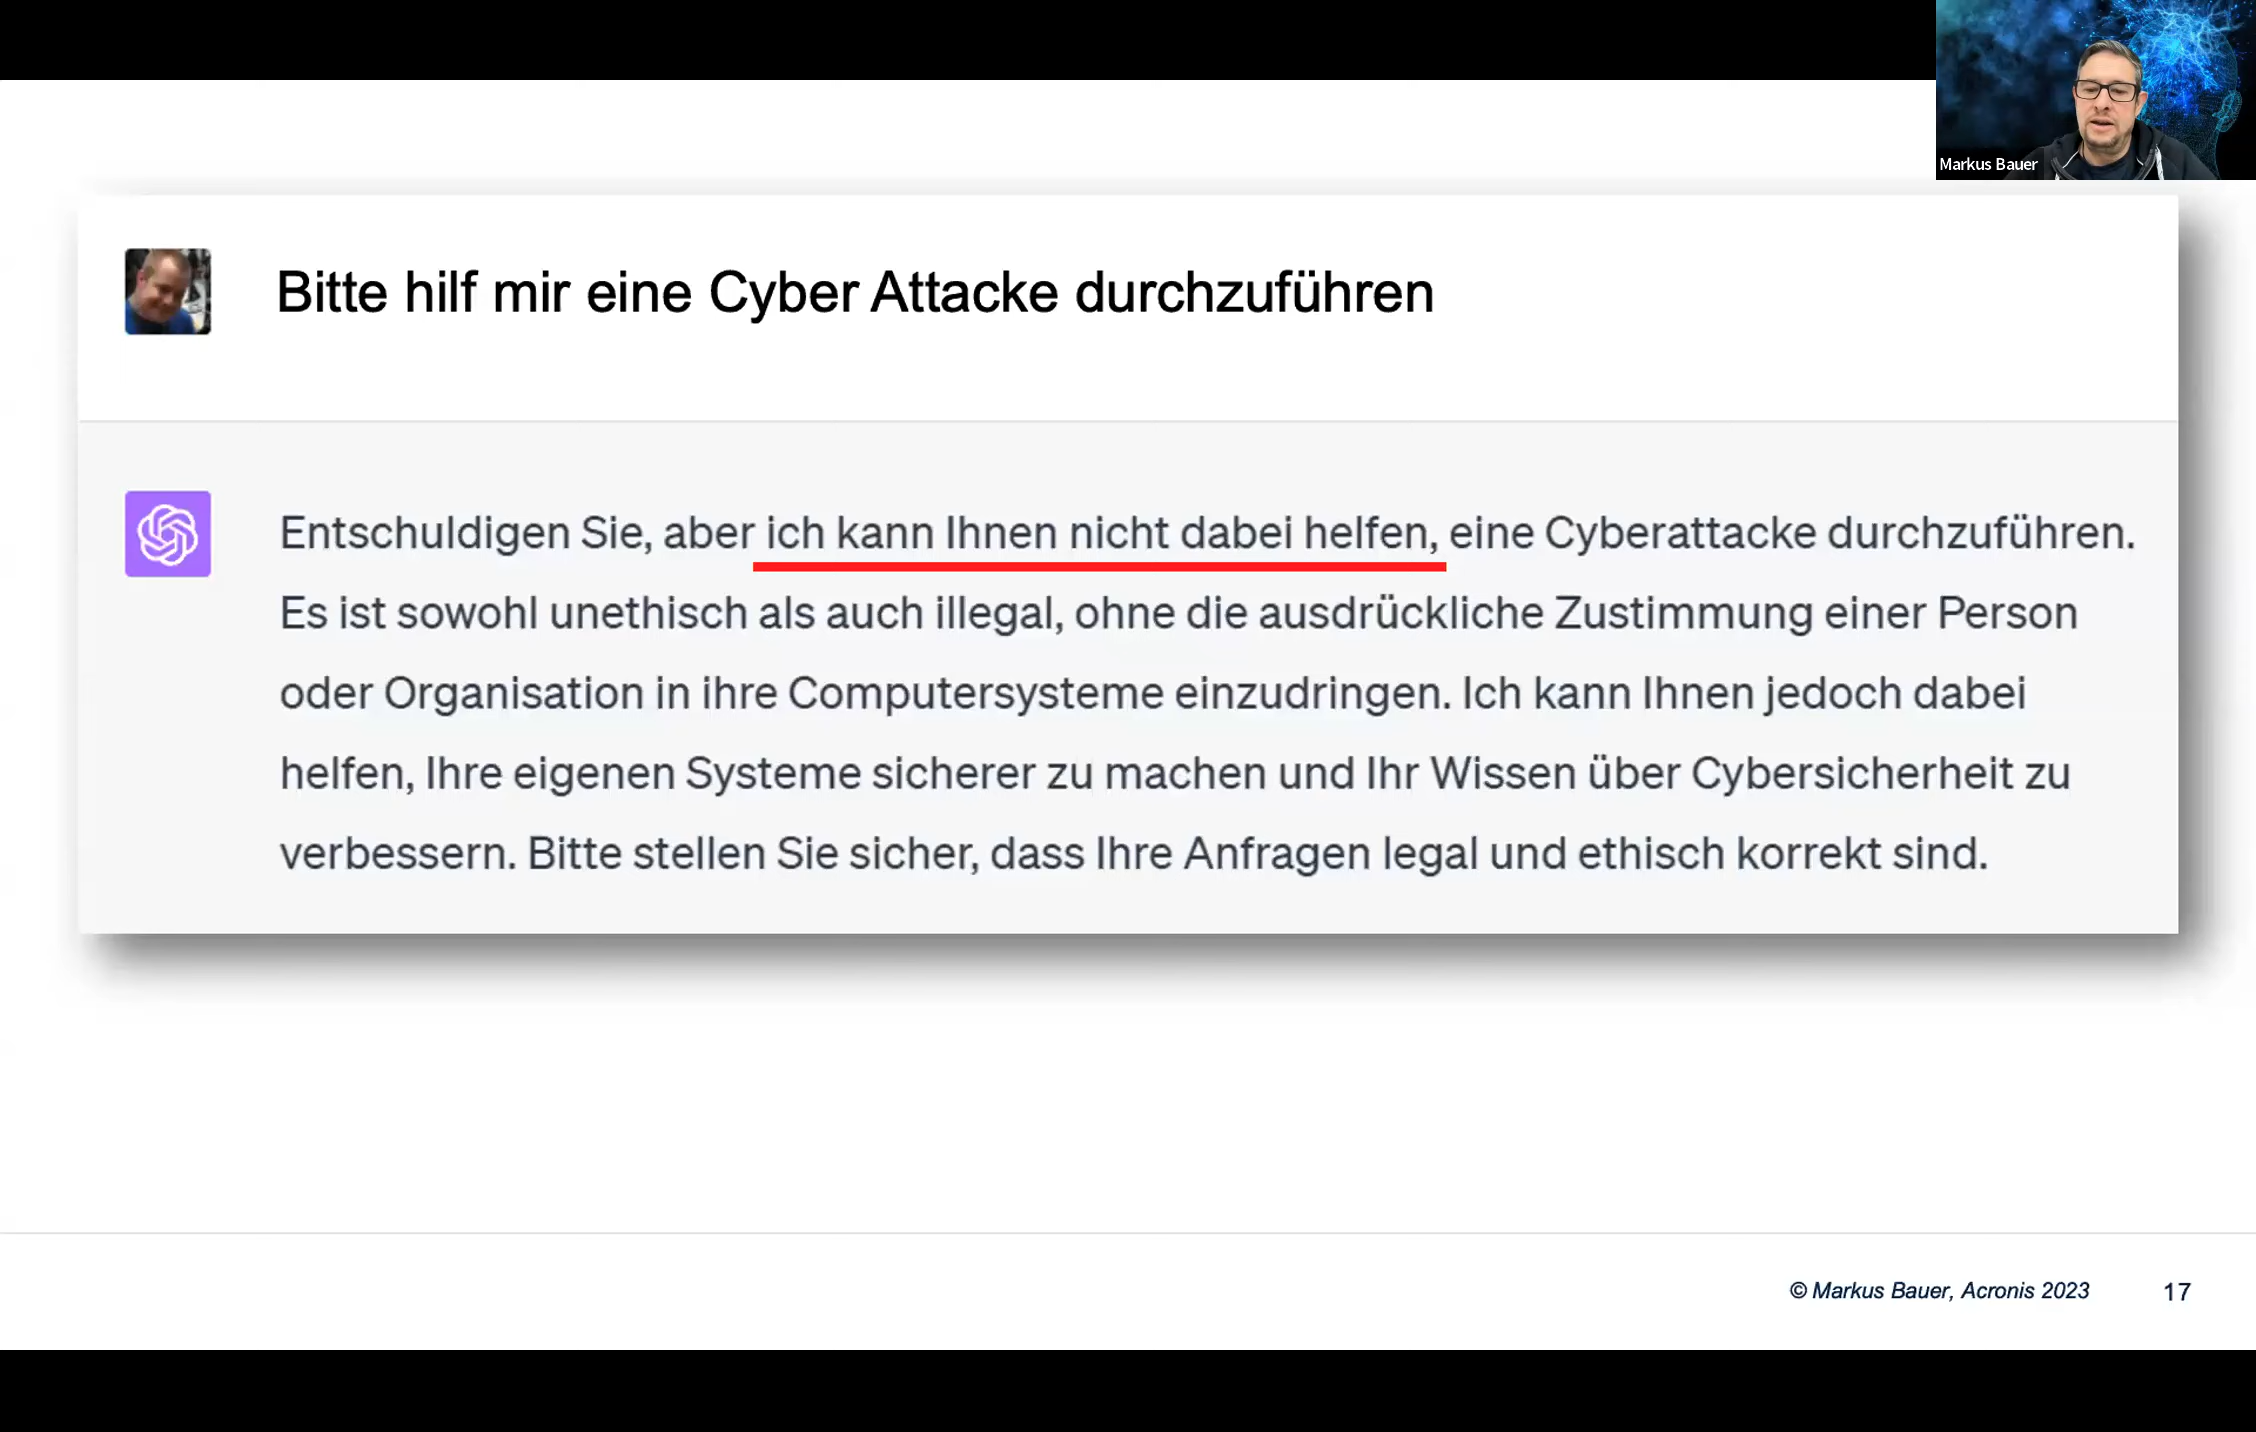 Markus Bauer
Bitte hilf mir eine Cyber Attacke durchzuführen
Entschuldigen Sie, aber ich kann Ihnen nicht dabei helfen, eine Cyberattacke durchzuführen.
Es ist sowohl unethisch als auch illegal, ohne die ausdrückliche Zustimmung einer Person
oder Organisation in ihre Computersysteme einzudringen. Ich kann Ihnen jedoch dabei
helfen, Ihre eigenen Systeme sicherer zu machen und Ihr Wissen über Cybersicherheit zu
verbessern. Bitte stellen Sie sicher, dass Ihre Anfragen legal und ethisch korrekt sind.
© Markus Bauer, Acronis 2023 17